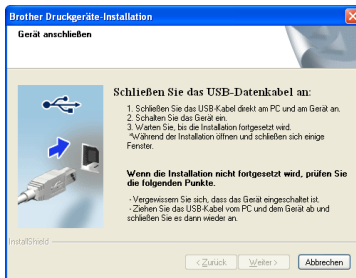 Brother Druckgeräte-Installation
Gerät anschließen
Schließen Sie das USB-Datenkabel an:
1. Schließen Sie das USB-Kabel direkt am PC und am Gerät an.
2. Schalten Sie das Gerät ein.
3. Warten Sie, bis die Installation fortgesetzt wird.
*Während der Installation öffnen und schließen sich einige
Fenster.
Wenn die Installation nicht fortgesetzt wird, prüfen Sie
die folgenden Punkte.
- Vergewissern Sie sich, dass das Gerät eingeschaltet ist.
- Ziehen Sie das USB-Kabel vom PC und dem Gerät ab und
schließen Sie es dann wieder an.
InstallShield
< Zurück Weiter > Abbrechen